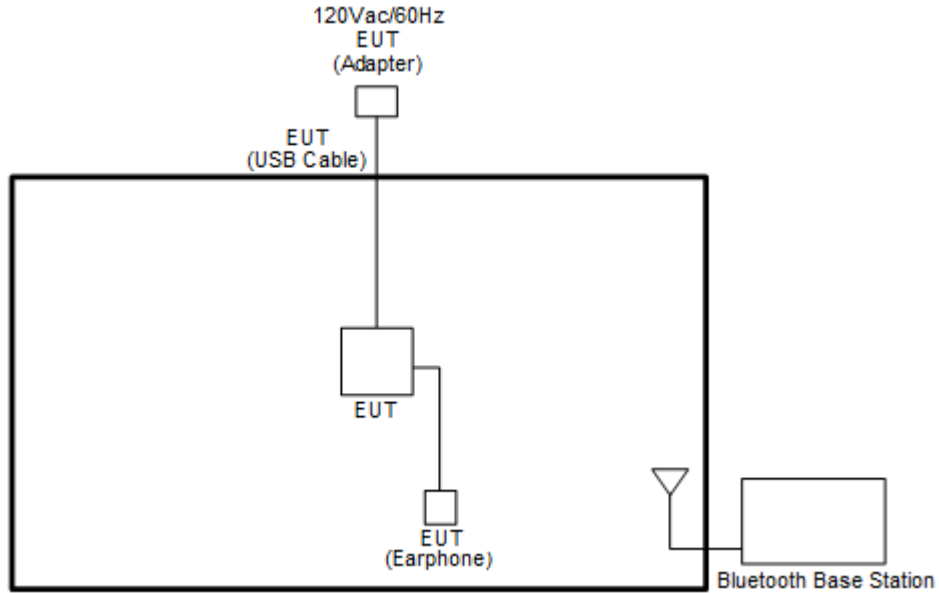 120Vac/60Hz
EUT
(Adapter)
EUT
(USB Cable)
EUT
EUT
(Earphone)
Bluetooth Base Station